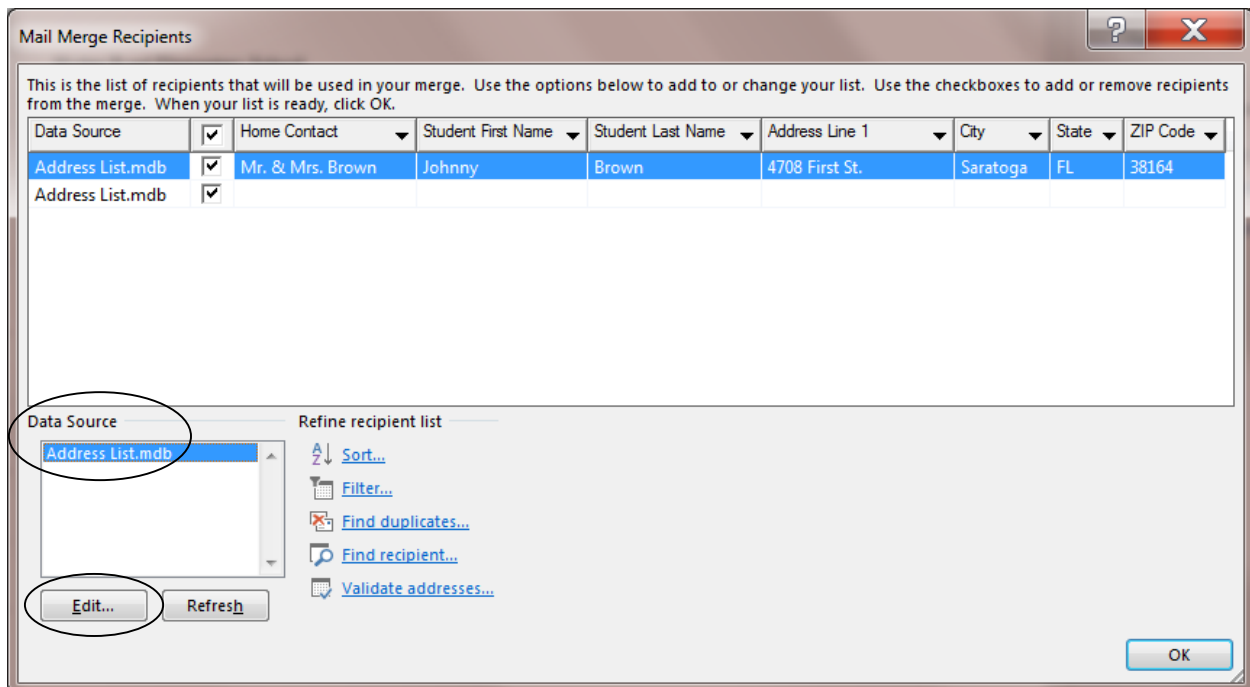 Mail Merge Recipients
This is the list of recipients that will be used in your merge. Use the options below to add to or change your list. Use the checkboxes to add or remove recipients
from the merge. When your list is ready, click OK.
Data Source Home Contact Student First Name Student Last Name Address Line 1 City State ZIP Code
Address List.mdb Mr. & Mrs. Brown Johnny Brown 4708 First St. Saratoga FL 38164
Address List.mdb
Data Source
Address List.mdb
Edit... Refresh
Refine recipient list
Sort...
Filter...
Find duplicates...
Find recipient...
Validate addresses...
OK